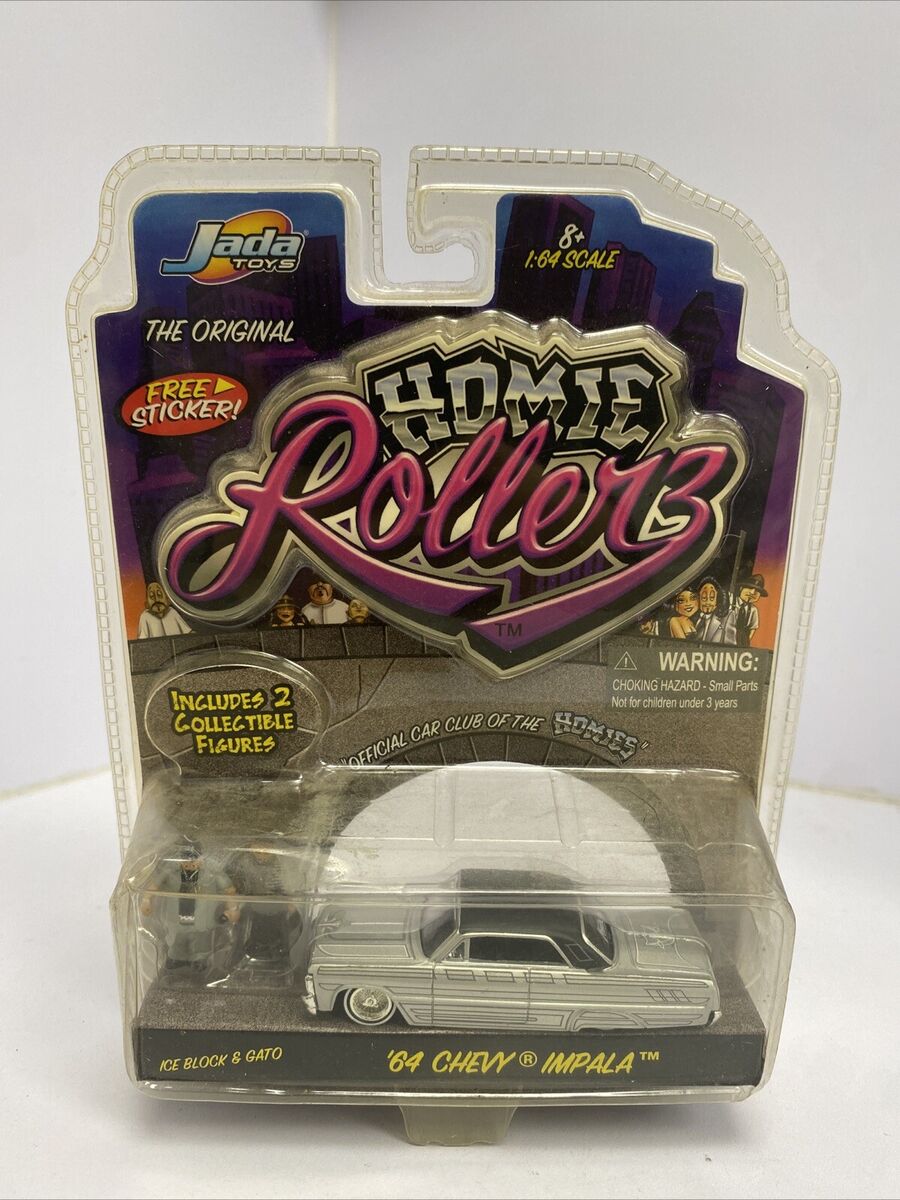 Jada®
TOYS
8+
1:64 SCALE
THE ORIGINAL
FREE
STICKER!
HOMIE
Rollerz
TM
WARNING:
CHOKING HAZARD - Small Parts
Not for children under 3 years
INCLUDES 2
COLLECTIBLE
FIGURES
"OFFICIAL CAR CLUB OF THE HOMIES"
ICE BLOCK & GATO
'64 CHEVY® IMPALA™